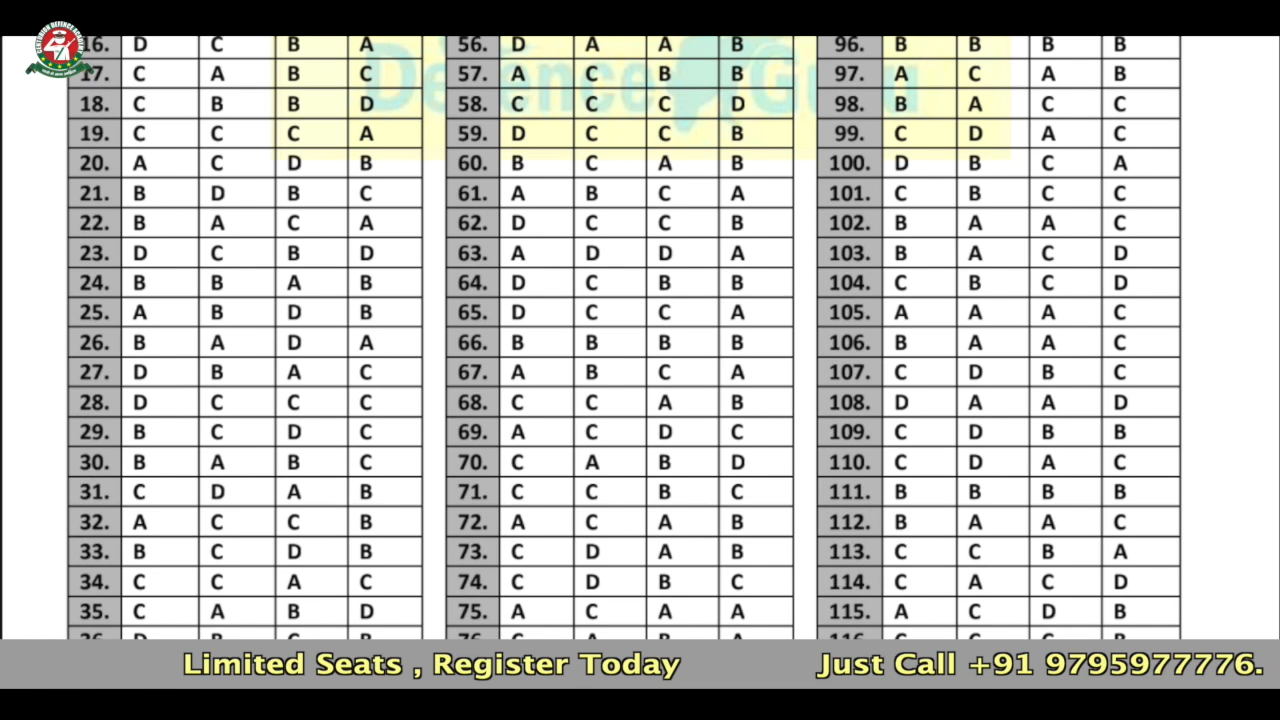 16. D C B A 56. D A A B 96. B B B B
17. C A B C 57. A C B B 97. A C A B
Defence Guru
18. C B B D 58. C C C D 98. B A C C
19. C C C A 59. D C C B 99. C D A C
20. A C D B 60. B C A B 100. D B C A
21. B D B C 61. A B C A 101. C B C C
22. B A C A 62. D C C B 102. B A A C
23. D C B D 63. A D D A 103. B A C D
24. B B A B 64. D C B B 104. C B C D
25. A B D B 65. D C C A 105. A A A C
26. B A D A 66. B B B B 106. B A A C
27. D B A C 67. A B C A 107. C D B C
28. D C C C 68. C C A B 108. D A A D
29. B C D C 69. A C D C 109. C D B B
30. B A B C 70. C A B D 110. C D A C
31. C D A B 71. C C B C 111. B B B B
32. A C C B 72. A C A B 112. B A A C
33. B C D B 73. C D A B 113. C C B A
34. C C A C 74. C D B C 114. C A C D
35. C A B D 75. A C A A 115. A C D B
Limited Seats , Register Today Just Call +91 9795977776.